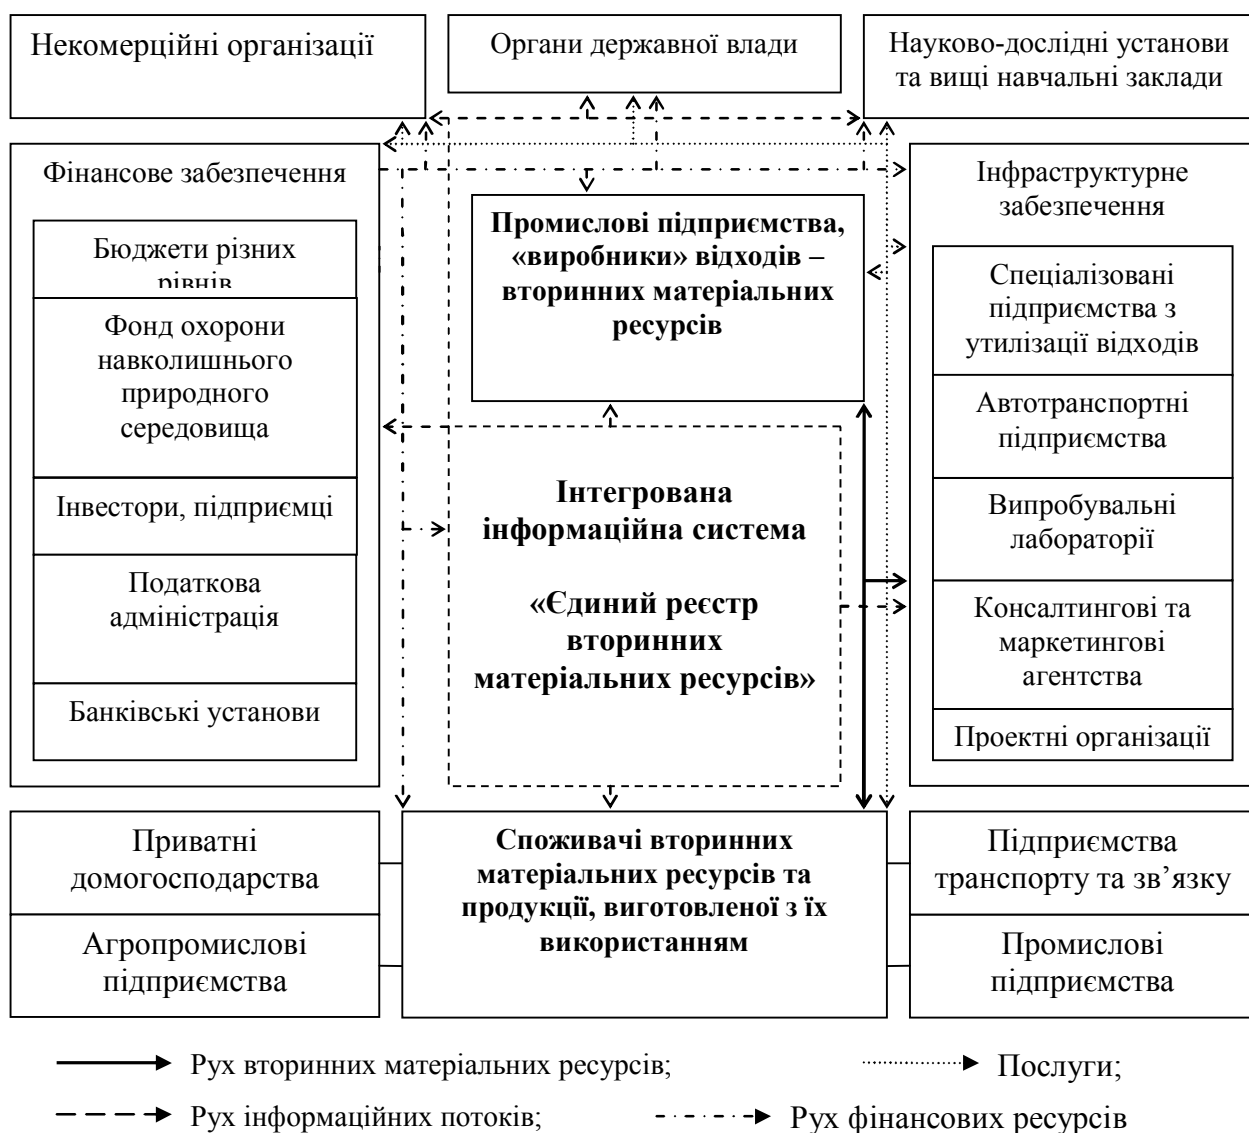 Некомерційні організації
Органи державної влади
Науково-дослідні установи
та вищі навчальні заклади
Фінансове забезпечення
Бюджети різних
рівнів
Фонд охорони
навколишнього
природного
середовища
Інвестори, підприємці
Податкова
адміністрація
Банківські установи
Промислові підприємства,
«виробники» відходів –
вторинних матеріальних
ресурсів
Інтегрована
інформаційна система
«Єдиний реєстр
вторинних
матеріальних ресурсів»
Інфраструктурне
забезпечення
Спеціалізовані
підприємства з
утилізації відходів
Автотранспортні
підприємства
Випробувальні
лабораторії
Консалтингові та
маркетингові
агентства
Проектні організації
Приватні
домогосподарства
Агропромислові
підприємства
Споживачі вторинних
матеріальних ресурсів та
продукції, виготовленої з їх
використанням
Підприємства
транспорту та зв’язку
Промислові
підприємства
Рух вторинних матеріальних ресурсів;
Послуги;
Рух інформаційних потоків;
Рух фінансових ресурсів